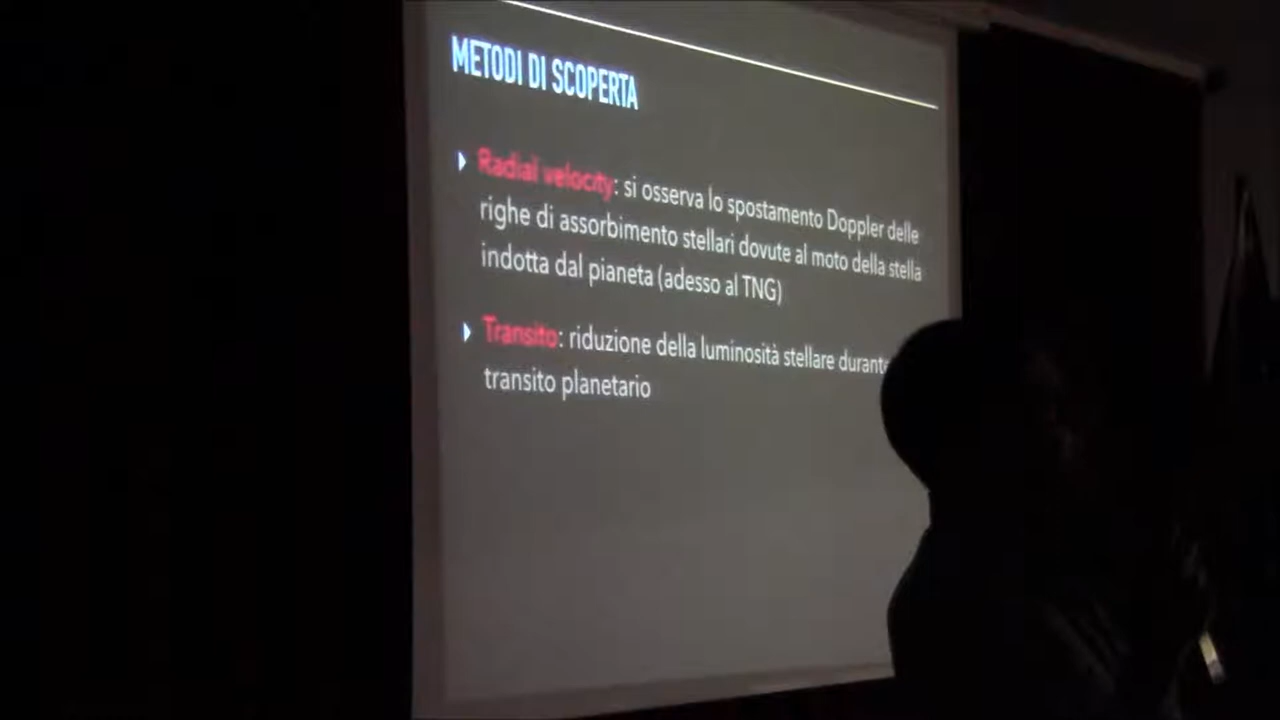 METODI DI SCOPERTA
Radial velocity: si osserva lo spostamento Doppler delle
righe di assorbimento stellari dovute al moto della stella
indotta dal pianeta (adesso al TNG)
Transito: riduzione della luminosità stellare durante
transito planetario